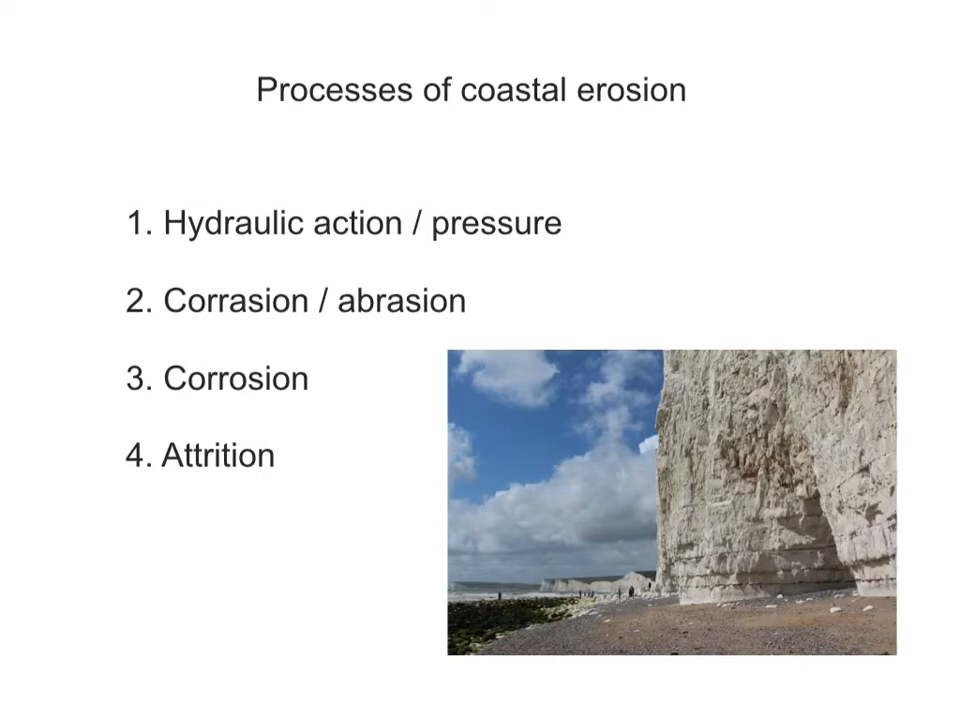 Processes of coastal erosion
1. Hydraulic action / pressure
2. Corrasion / abrasion
3. Corrosion
4. Attrition